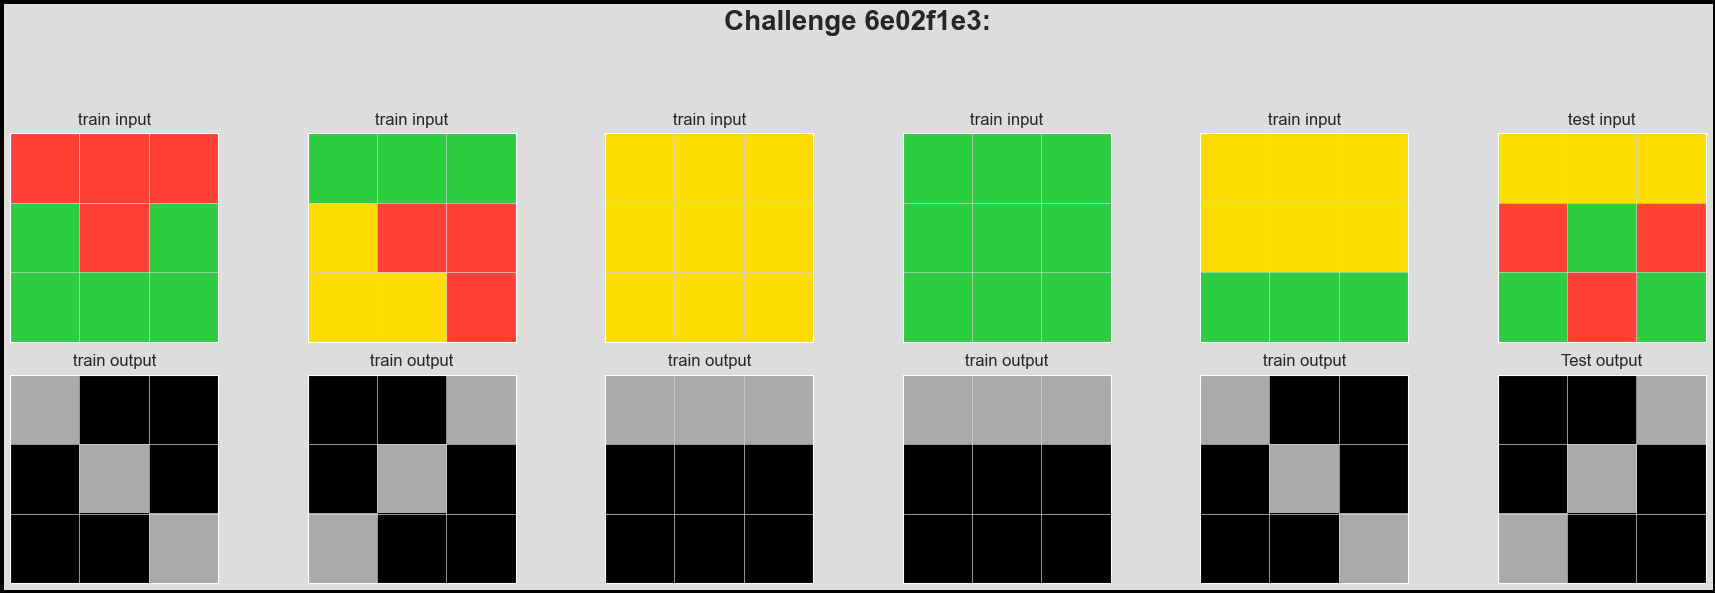 Challenge 6e02f1e3:
train input train input train input train input train input test input
train output train output train output train output train output Test output